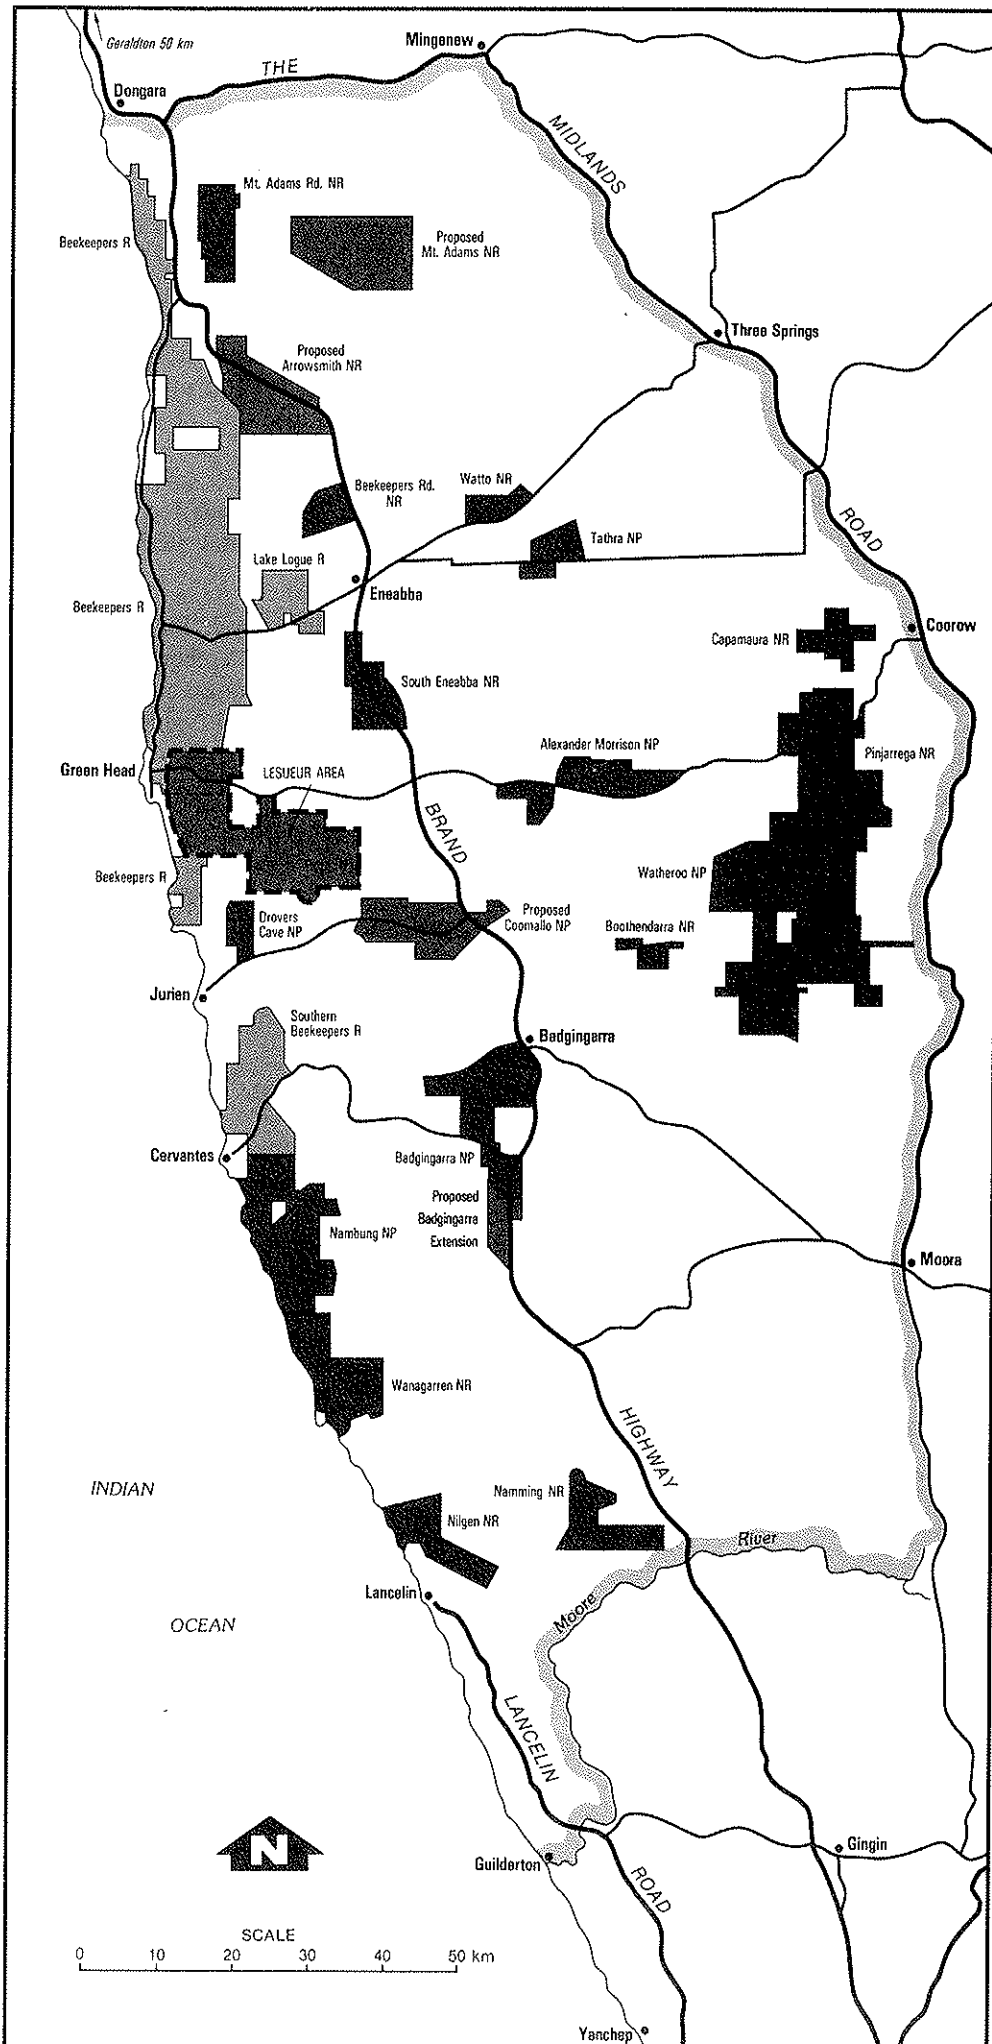 Geraldton 50 km
Mingenew
THE
Dongara
MIDLANDS
Mt. Adams Rd. NR
Beekeepers R
Proposed
Mt. Adams NR
Three Springs
Proposed
Arrowsmith NR
Beekeepers Rd.
NR
Watto NR
ROAD
Tathra NP
Lake Logue R
Eneabba
Beekeepers R
Coorow
Capamaura NR
South Eneabba NR
Alexander Morrison NP
Pinjarrega NR
Green Head
LESUEUR AREA
BRAND
Beekeepers R
Watheroo NP
Drovers
Cave NP
Proposed
Coomallo NP
Boothendarra NR
Jurien
Southern
Beekeepers R
Badgingarra
Cervantes
Badgingarra NP
Proposed
Badgingarra
Extension
Nambung NP
Moora
Wanagarren NR
HIGHWAY
INDIAN
Namming NR
Nilgen NR
River
Lancelin
Moore
OCEAN
LANCELIN
N
Gingin
Guilderton
ROAD
SCALE
0 10 20 30 40 50 km
Yanchep